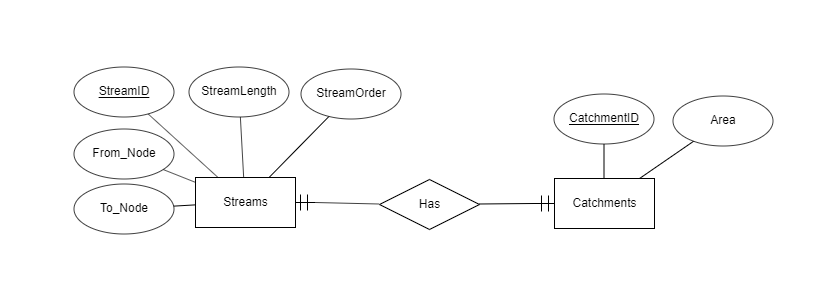 StreamID
StreamLength
StreamOrder
CatchmentID
Area
From_Node
To_Node
Streams
Has
Catchments